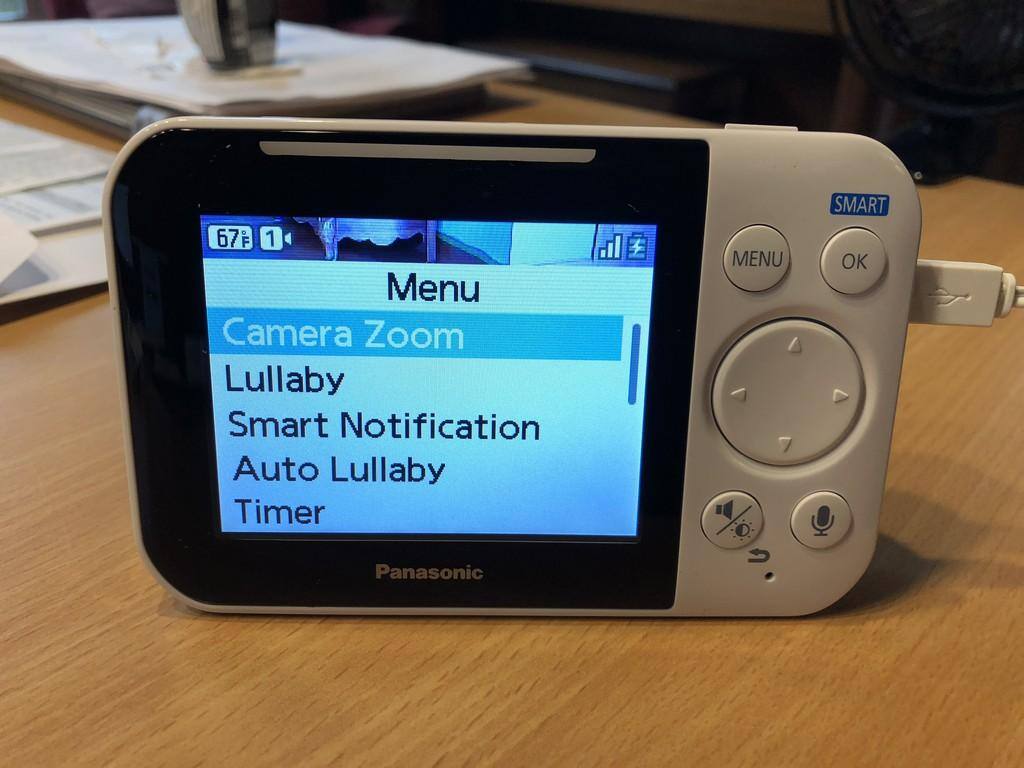 67°F 1
Menu
Camera Zoom
Lullaby
Smart Notification
Auto Lullaby
Timer
Panasonic
SMART
MENU
OK